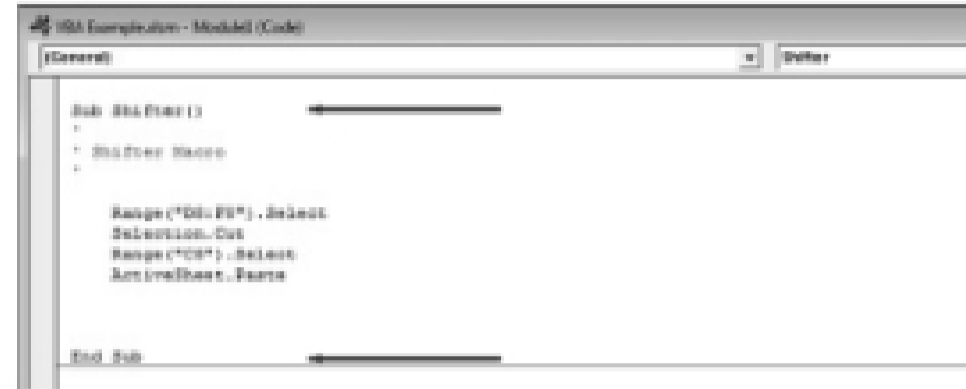 VBA Example.xlsm - Module1 (Code)
(General)
Shifter
Sub Shifter()
'
' Shifter Macro
'
Selection.Cut
ActiveSheet.Paste
End Sub